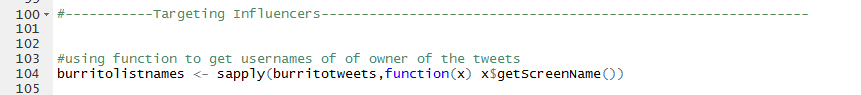 100 #-----------Targeting Influencers-------------------------------------------------------------
101
102
103 #using function to get usernames of of owner of the tweets
104 burritolistnames <- sapply(burritotweets,function(x) x$getScreenName())
105